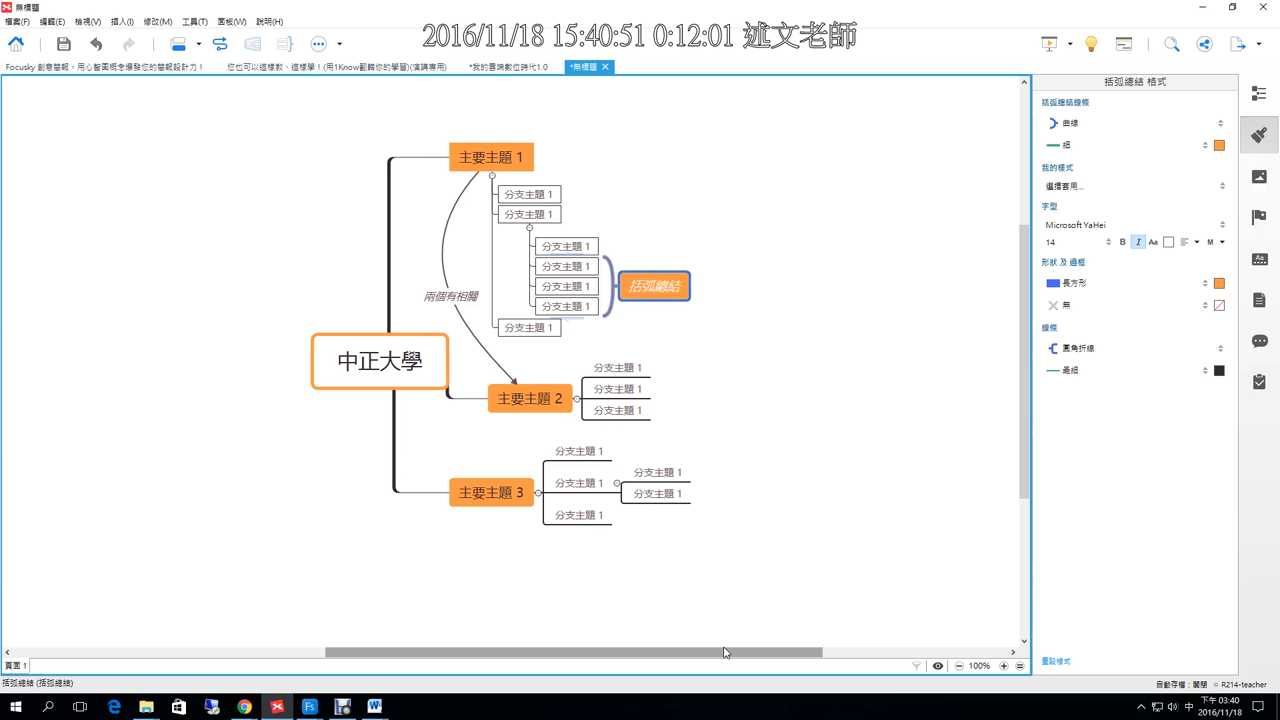 無標題
檔案(F) 編輯(E) 檢視(V) 插入(I) 修改(M) 工具(T) 面板(W) 說明(H)
2016/11/18 15:40:51 0:12:01 述文老師
Focusky 創意簡報，用心智圖概念爆發您的簡報設計力！
您也可以這樣教、這樣學！(用1Know翻轉你的學習)(演講專用)
*我的雲端數位時代1.0
*無標題
括弧總結 格式
括弧總結線條
曲線
細
我的樣式
選擇套用...
字型
Microsoft YaHei
14
B I Aa M
形狀 及 邊框
長方形
無
線條
圓角折線
最細
重設樣式
主要主題 1
分支主題 1
分支主題 1
分支主題 1
分支主題 1
分支主題 1
分支主題 1
括弧總結
兩個有相關
分支主題 1
中正大學
主要主題 2
分支主題 1
分支主題 1
分支主題 1
主要主題 3
分支主題 1
分支主題 1
分支主題 1
分支主題 1
分支主題 1
頁面 1
100%
括弧總結 (括弧總結)
自動存檔：關閉
R214-teacher
中
下午 03:40
2016/11/18